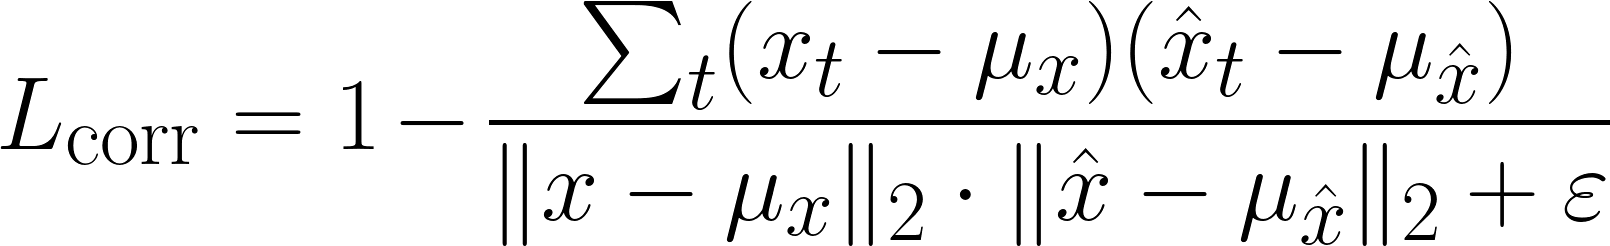 L_corr = 1 − ∑_t(x_t − μ_x)(x̂_t − μ_x̂) / ‖x − μ_x‖_2 · ‖x̂ − μ_x̂‖_2 + ε